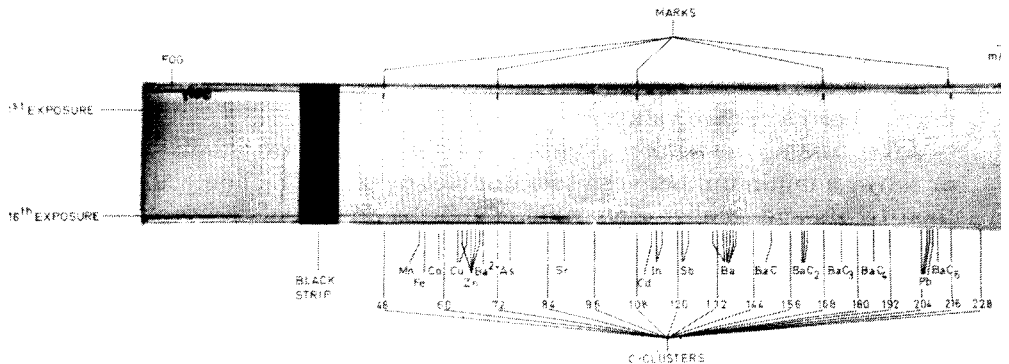 MARKS
FOG
1st EXPOSURE
16th EXPOSURE
BLACK
STRIP
Mn Co Cu Ba2+ As Sr In Sb Ba BaC BaC2 BaC3 BaC4 BaC5
Fe Zn Cd Pb
48 60 72 84 96 108 120 132 144 156 168 180 192 204 216 228
C-CLUSTERS